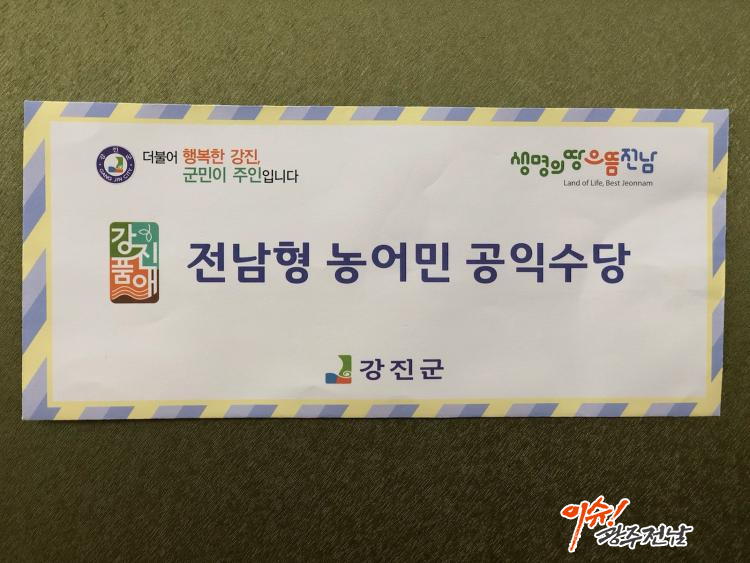 더불어 행복한 강진,
군민이 주인입니다
생명의땅 으뜸전남
Land of Life, Best Jeonnam
강진품애
전남형 농어민 공익수당
강진군
이슈!
광주전남